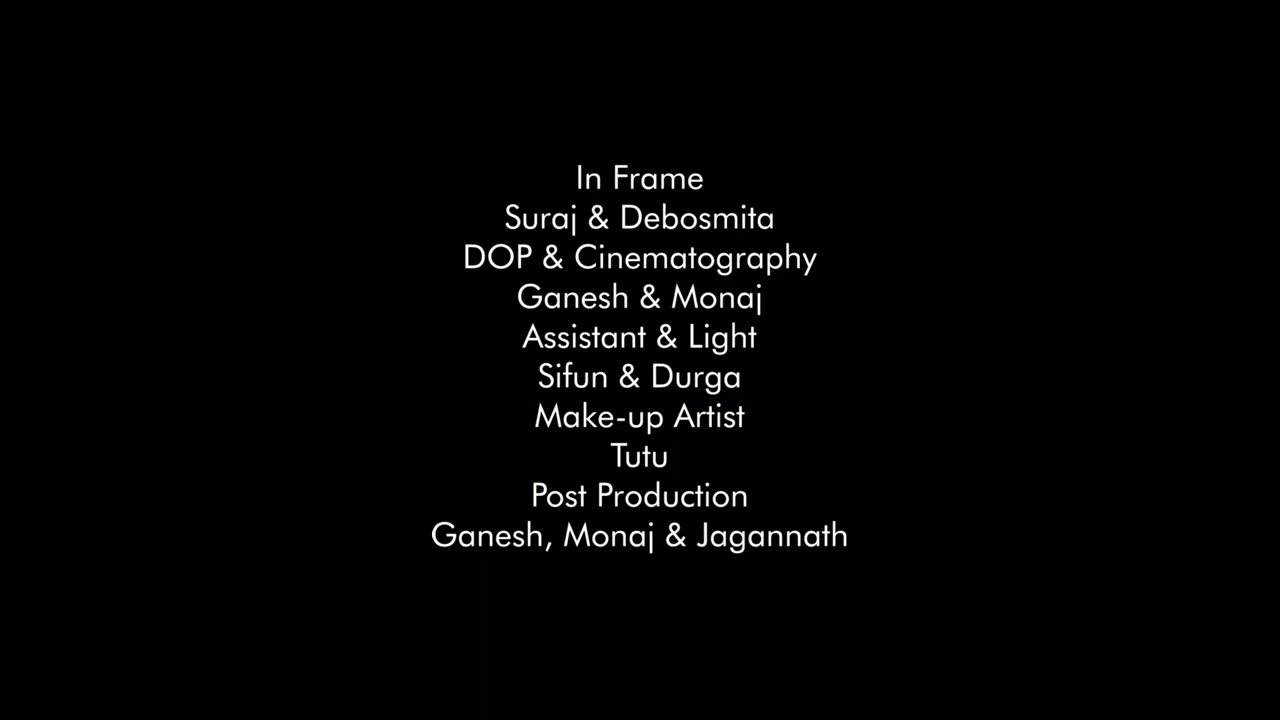 In Frame
Suraj & Debosmita
DOP & Cinematography
Ganesh & Monaj
Assistant & Light
Sifun & Durga
Make-up Artist
Tutu
Post Production
Ganesh, Monaj & Jagannath